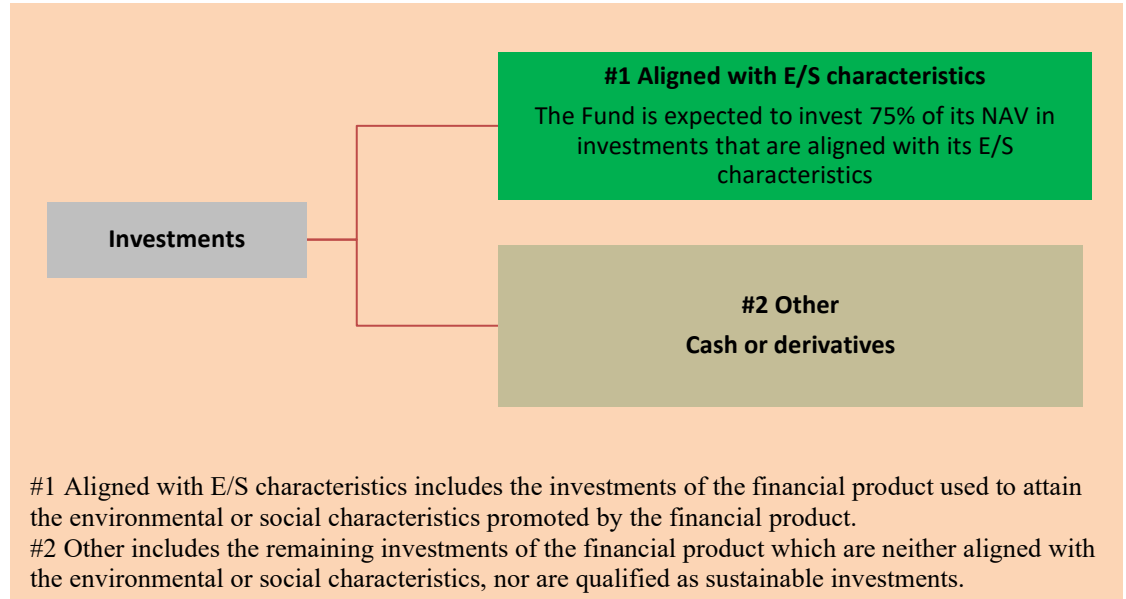 #1 Aligned with E/S characteristics
The Fund is expected to invest 75% of its NAV in
investments that are aligned with its E/S
characteristics
Investments
#2 Other
Cash or derivatives
#1 Aligned with E/S characteristics includes the investments of the financial product used to attain
the environmental or social characteristics promoted by the financial product.
#2 Other includes the remaining investments of the financial product which are neither aligned with
the environmental or social characteristics, nor are qualified as sustainable investments.